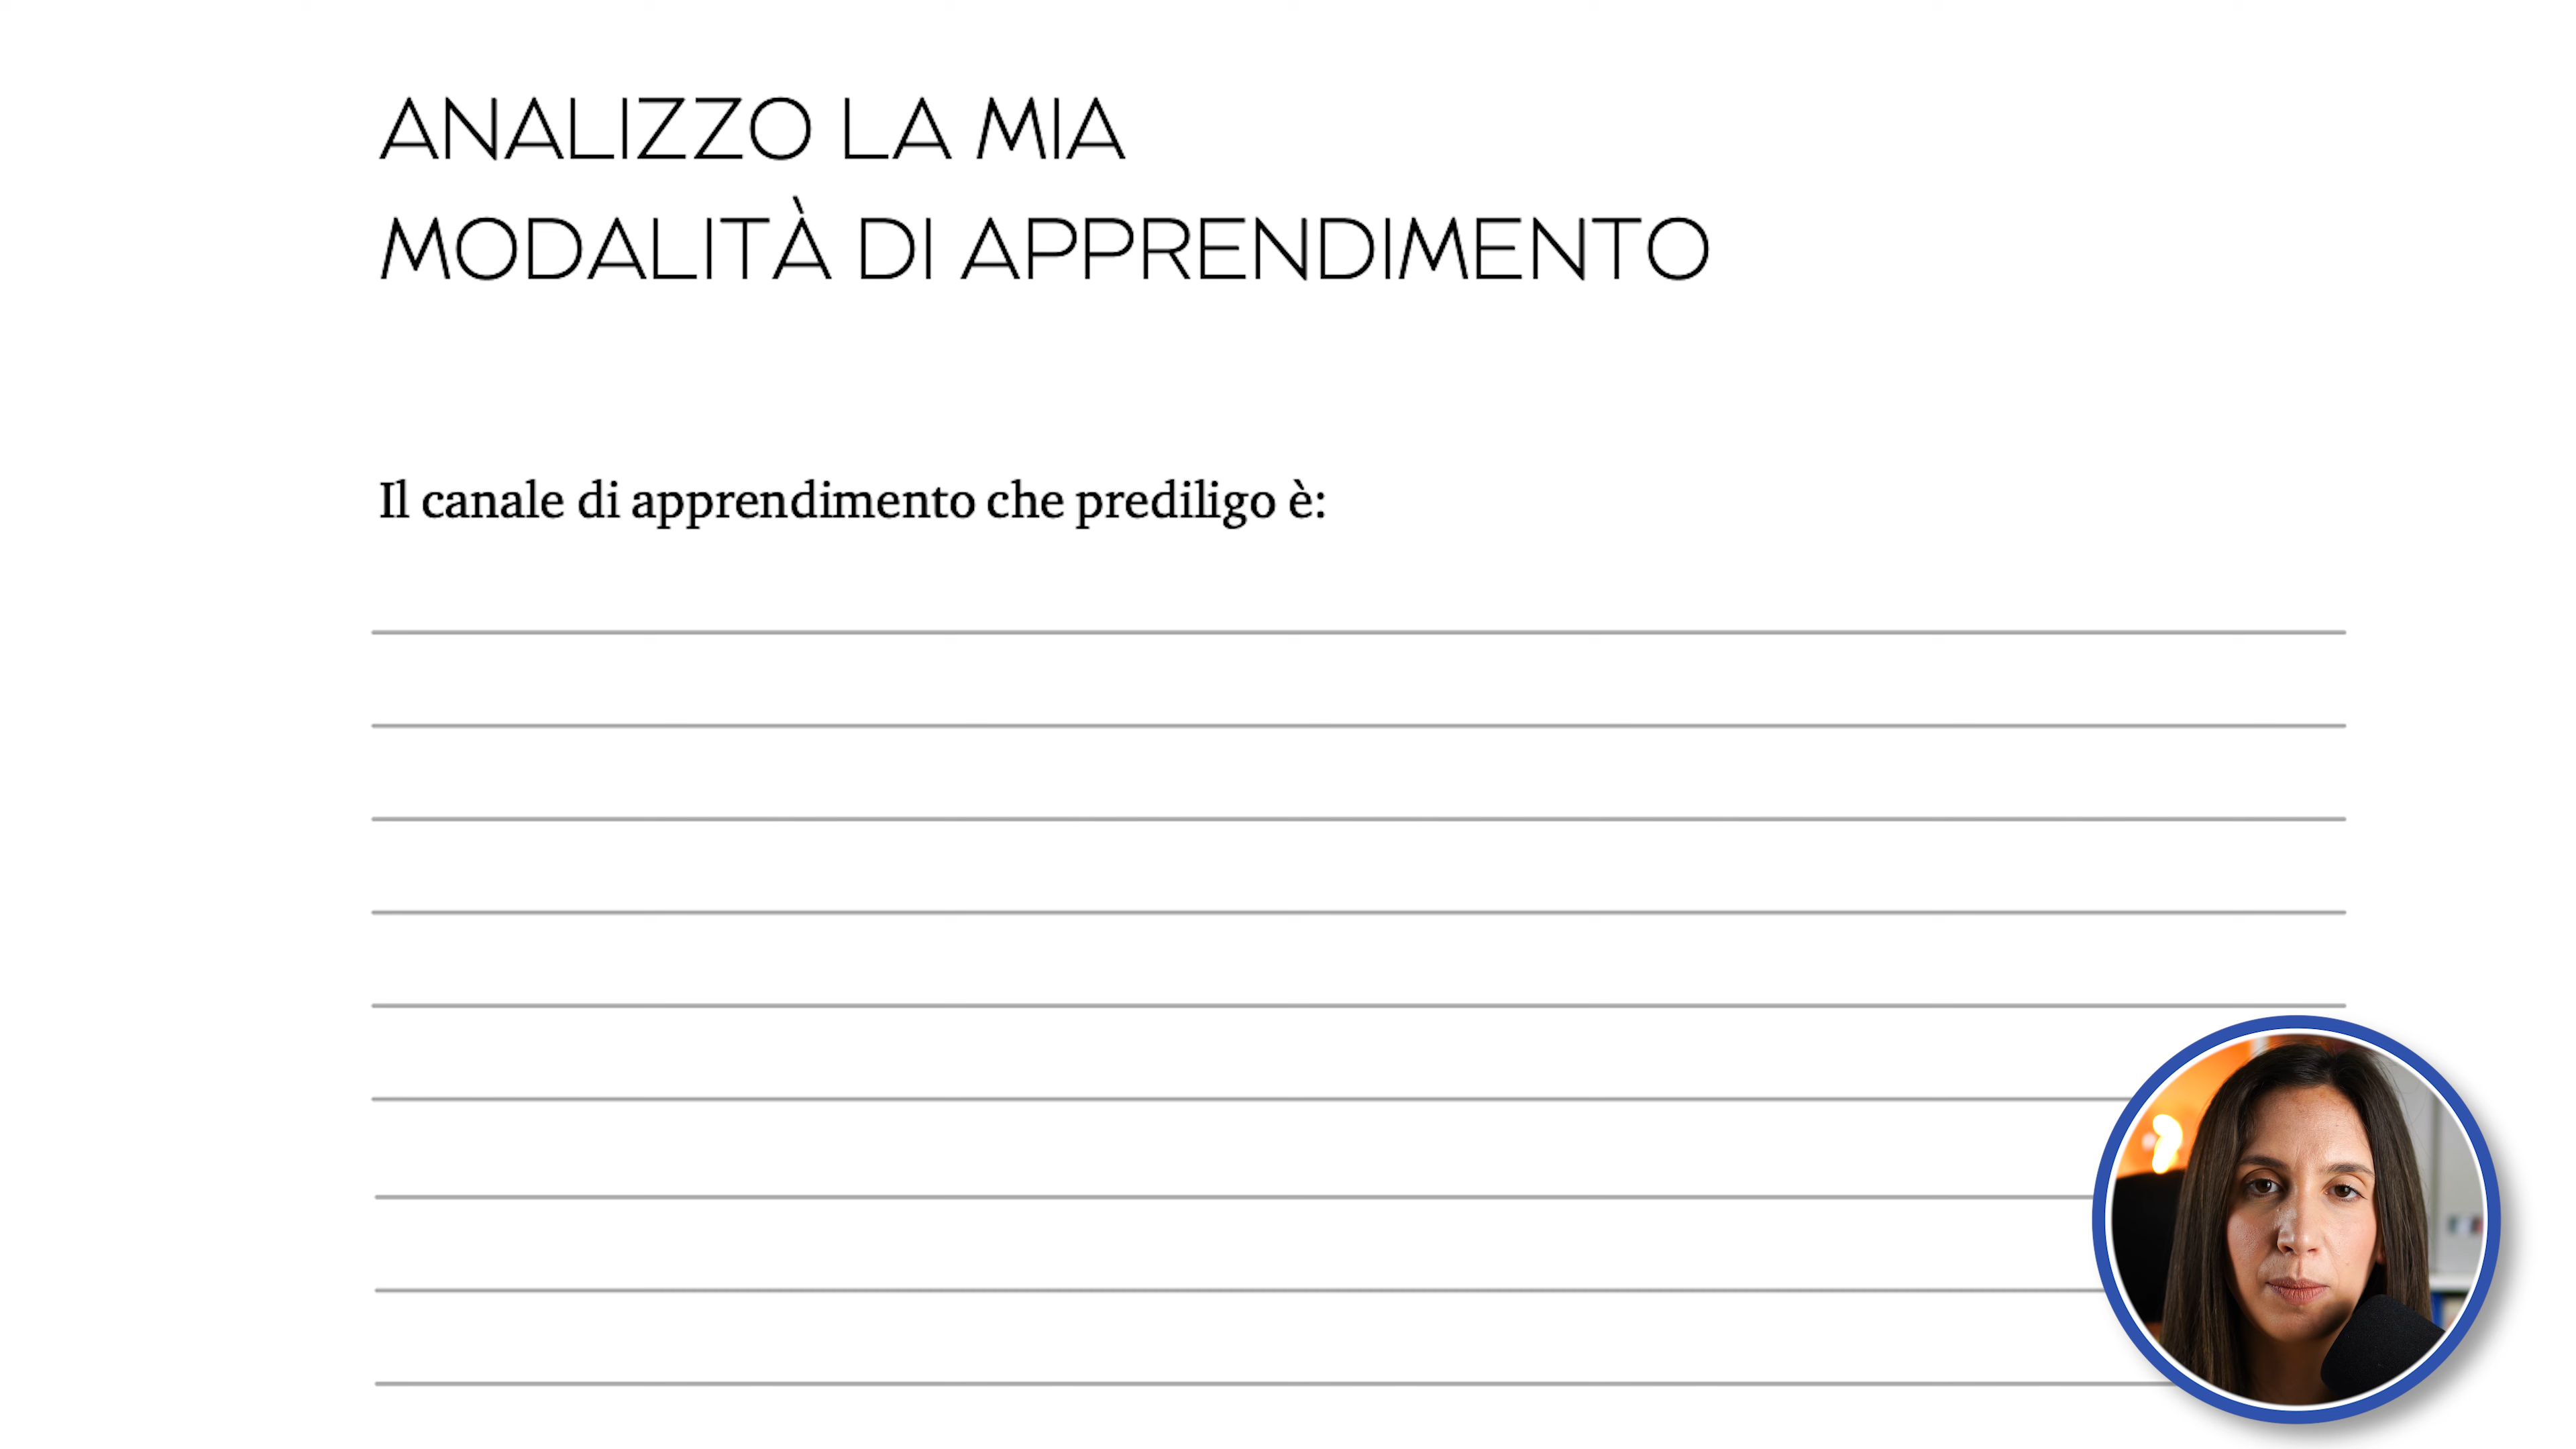 ANALIZZO LA MIA
MODALITÀ DI APPRENDIMENTO
Il canale di apprendimento che prediligo è: